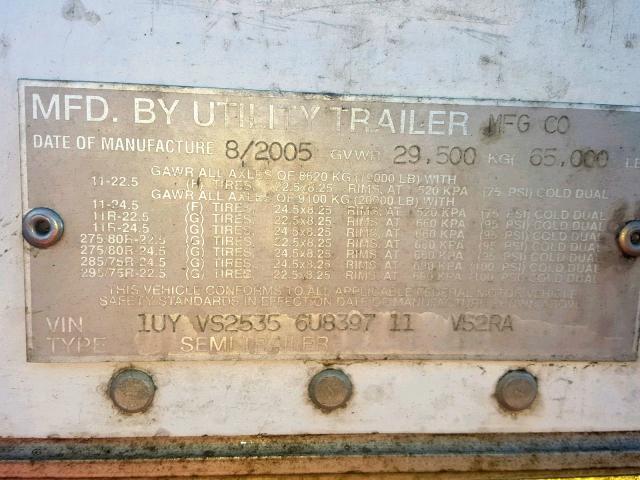 MFD. BY UTILITY TRAILER MFG CO
DATE OF MANUFACTURE 8/2005 GVWR 29,500 KG( 65,000 LB
GAWR ALL AXLES OF 8620 KG (19000 LB) WITH
11-22.5 (F) TIRES, 22.5x8.25 RIMS, AT 520 KPA (75 PSI) COLD DUAL
GAWR ALL AXLES OF 9100 KG (20000 LB) WITH
11-24.5 (F) TIRES, 24.5x8.25 RIMS, AT 520 KPA (75 PSI) COLD DUAL
11R-22.5 (G) TIRES, 22.5x8.25 RIMS, AT 660 KPA (95 PSI) COLD DUAL
11R-24.5 (G) TIRES, 24.5x8.25 RIMS, AT 660 KPA (95 PSI) COLD DUAL
275/80R-22.5 (G) TIRES, 22.5x8.25 RIMS, AT 660 KPA (95 PSI) COLD DUAL
275/80R-24.5 (G) TIRES, 24.5x8.25 RIMS, AT 660 KPA (95 PSI) COLD DUAL
285/75R-24.5 (G) TIRES, 24.5x8.25 RIMS, AT KPA (100 PSI) COLD DUAL
295/75R-22.5 (G) TIRES, 22.5x8.25 RIMS, AT KPA (100 PSI) COLD DUAL
THIS VEHICLE CONFORMS TO ALL APPLICABLE FEDERAL MOTOR VEHICLE
SAFETY STANDARDS IN EFFECT ON DATE OF MANUFACTURE
VIN 1UY VS2535 6U8397 11 VS2RA
TYPE SEMITRAILER